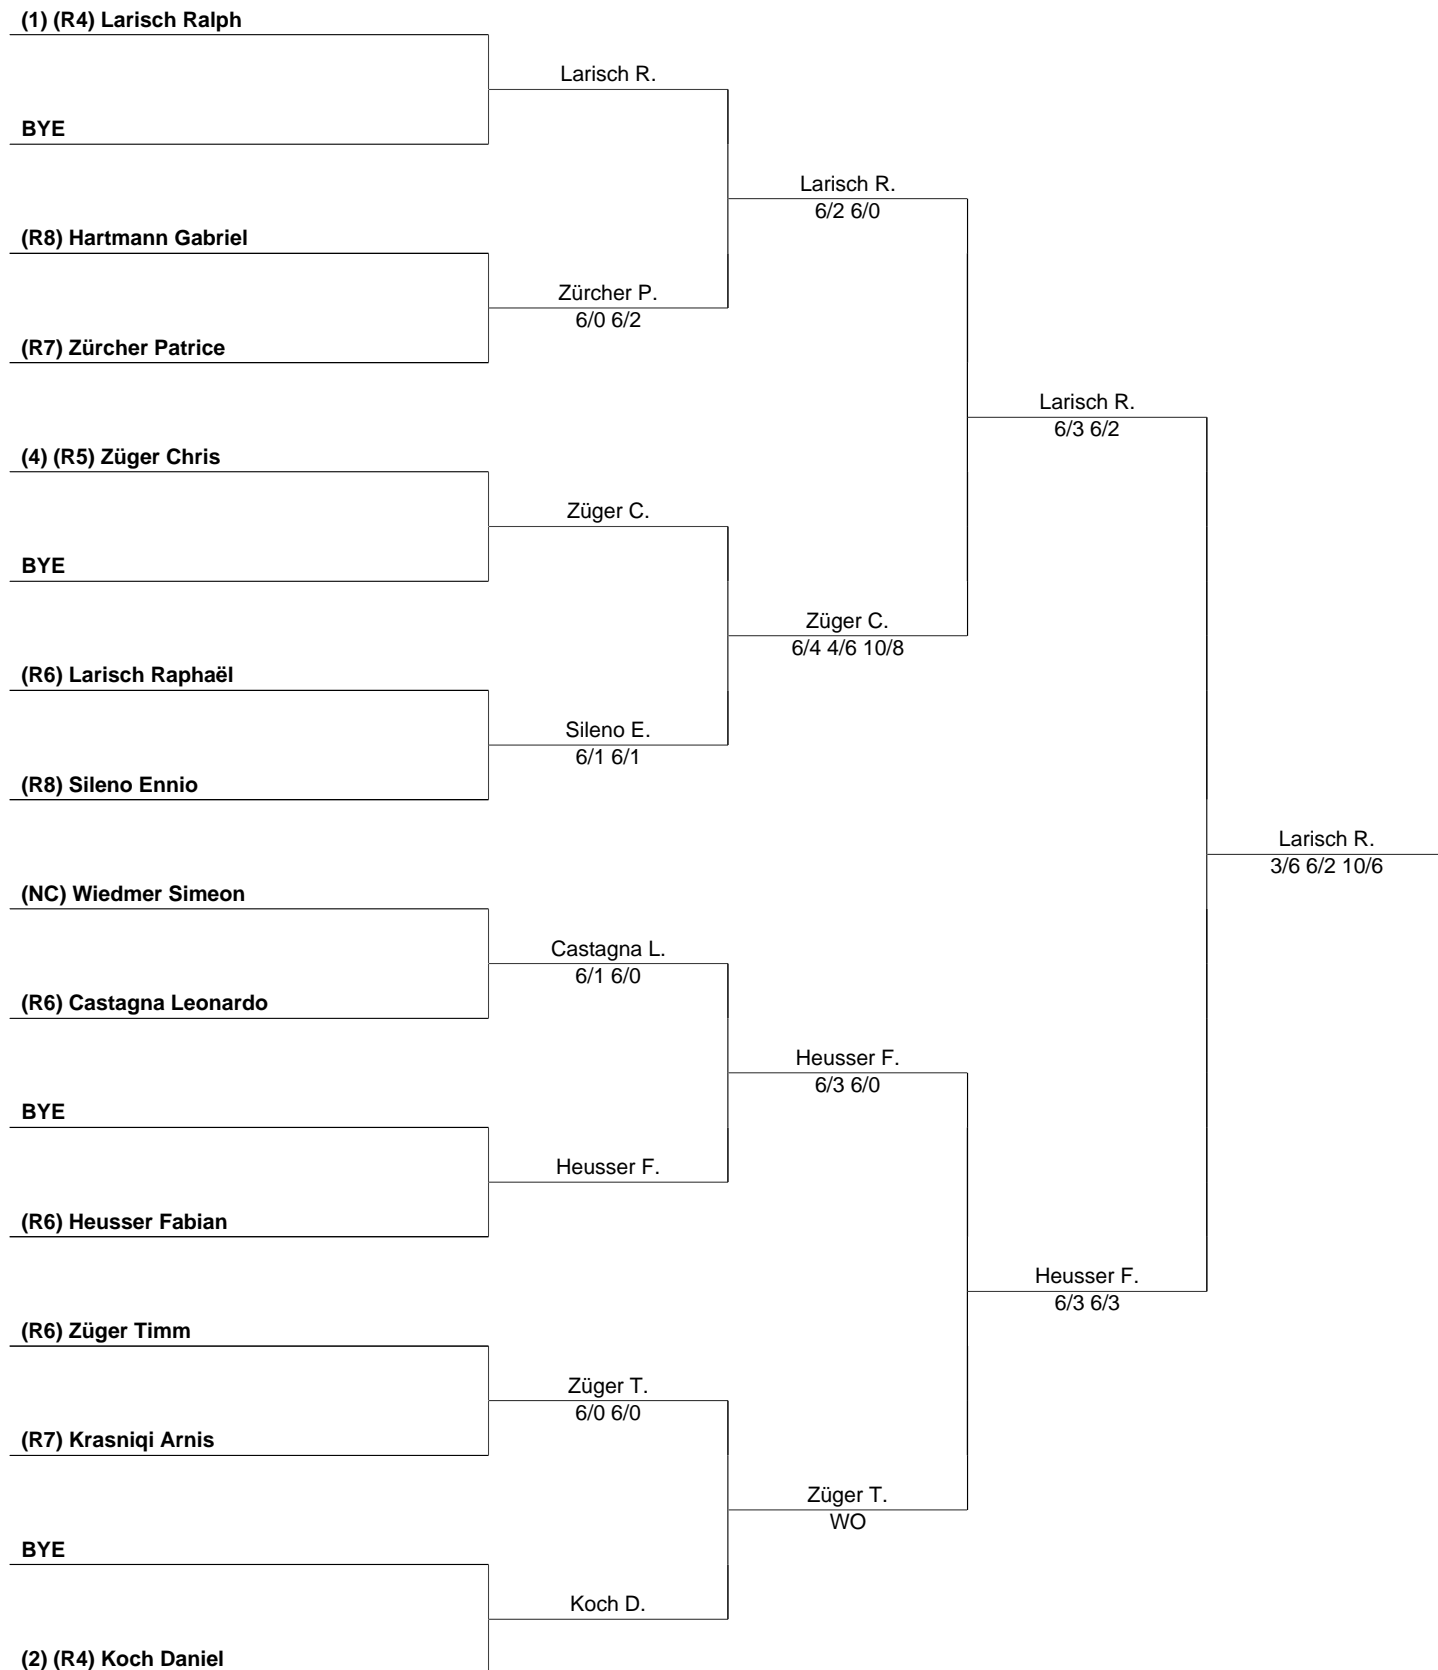 (1) (R4) Larisch Ralph
Larisch R.
BYE
Larisch R.
6/2 6/0
(R8) Hartmann Gabriel
Zürcher P.
6/0 6/2
(R7) Zürcher Patrice
Larisch R.
6/3 6/2
(4) (R5) Züger Chris
Züger C.
BYE
Züger C.
6/4 4/6 10/8
(R6) Larisch Raphaël
Sileno E.
6/1 6/1
(R8) Sileno Ennio
Larisch R.
3/6 6/2 10/6
(NC) Wiedmer Simeon
Castagna L.
6/1 6/0
(R6) Castagna Leonardo
Heusser F.
6/3 6/0
BYE
Heusser F.
(R6) Heusser Fabian
Heusser F.
6/3 6/3
(R6) Züger Timm
Züger T.
6/0 6/0
(R7) Krasniqi Arnis
Züger T.
WO
BYE
Koch D.
(2) (R4) Koch Daniel